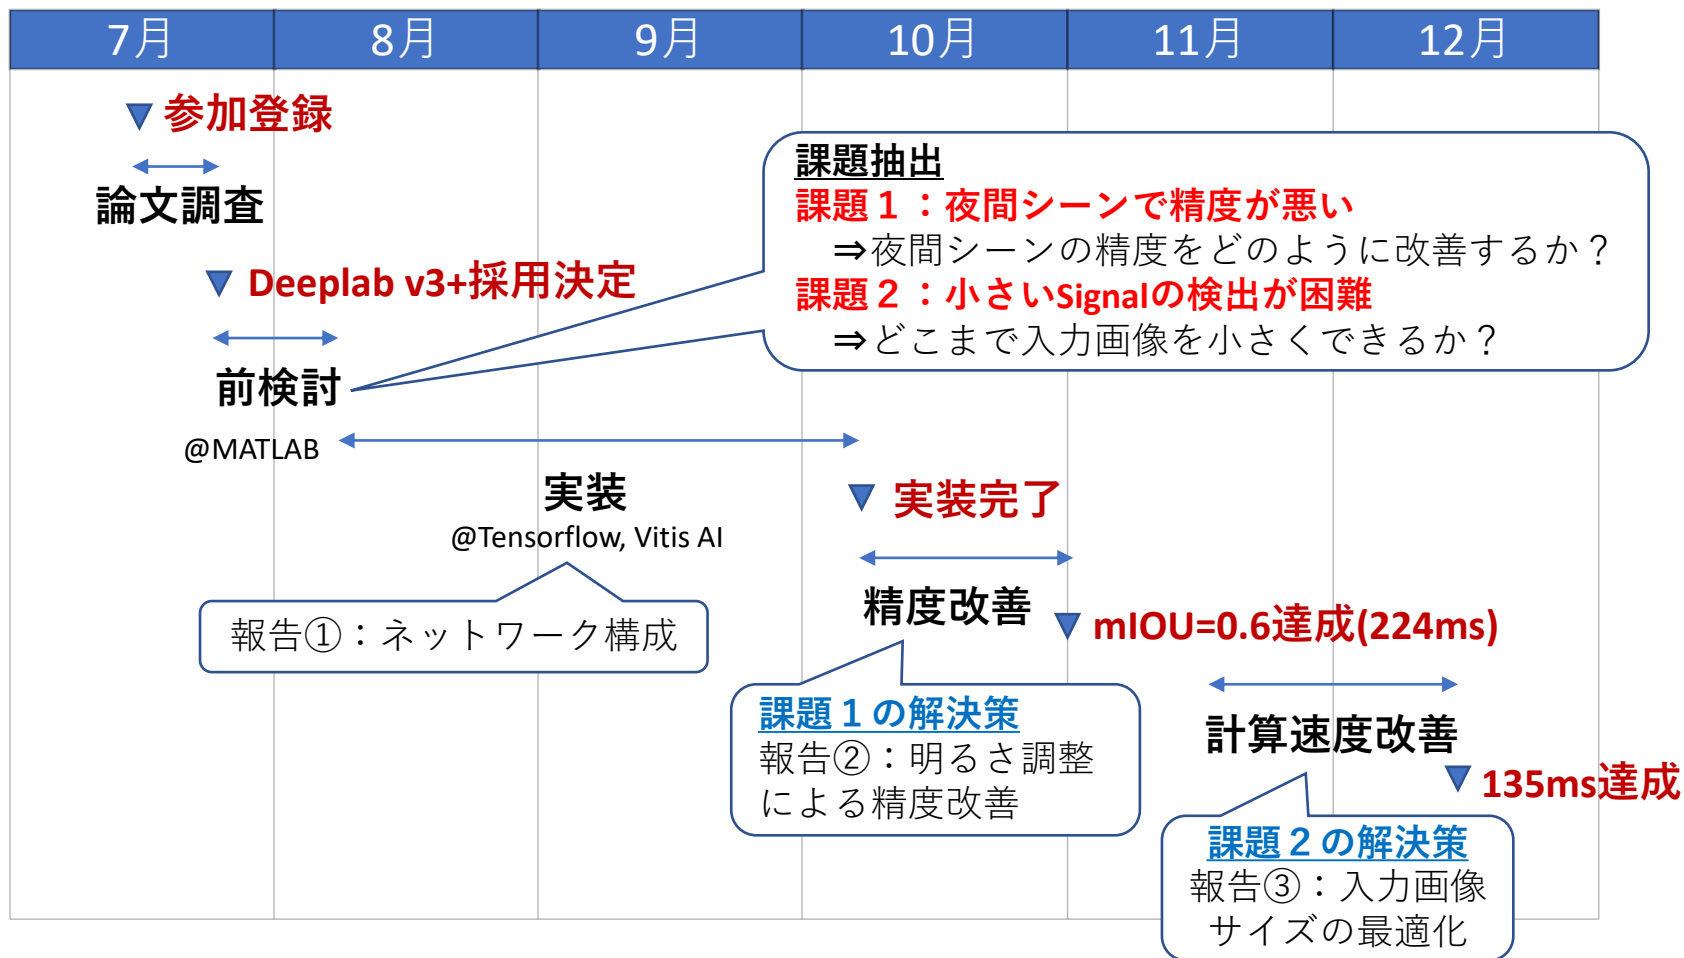 7月 8月 9月 10月 11月 12月
参加登録
論文調査
課題抽出
課題1：夜間シーンで精度が悪い
⇒夜間シーンの精度をどのように改善するか？
課題2：小さいSignalの検出が困難
⇒どこまで入力画像を小さくできるか？
Deeplab v3+採用決定
前検討
@MATLAB
実装
@Tensorflow, Vitis AI
実装完了
報告①：ネットワーク構成
精度改善
mIOU=0.6達成(224ms)
課題1の解決策
報告②：明るさ調整
による精度改善
計算速度改善
135ms達成
課題2の解決策
報告③：入力画像
サイズの最適化